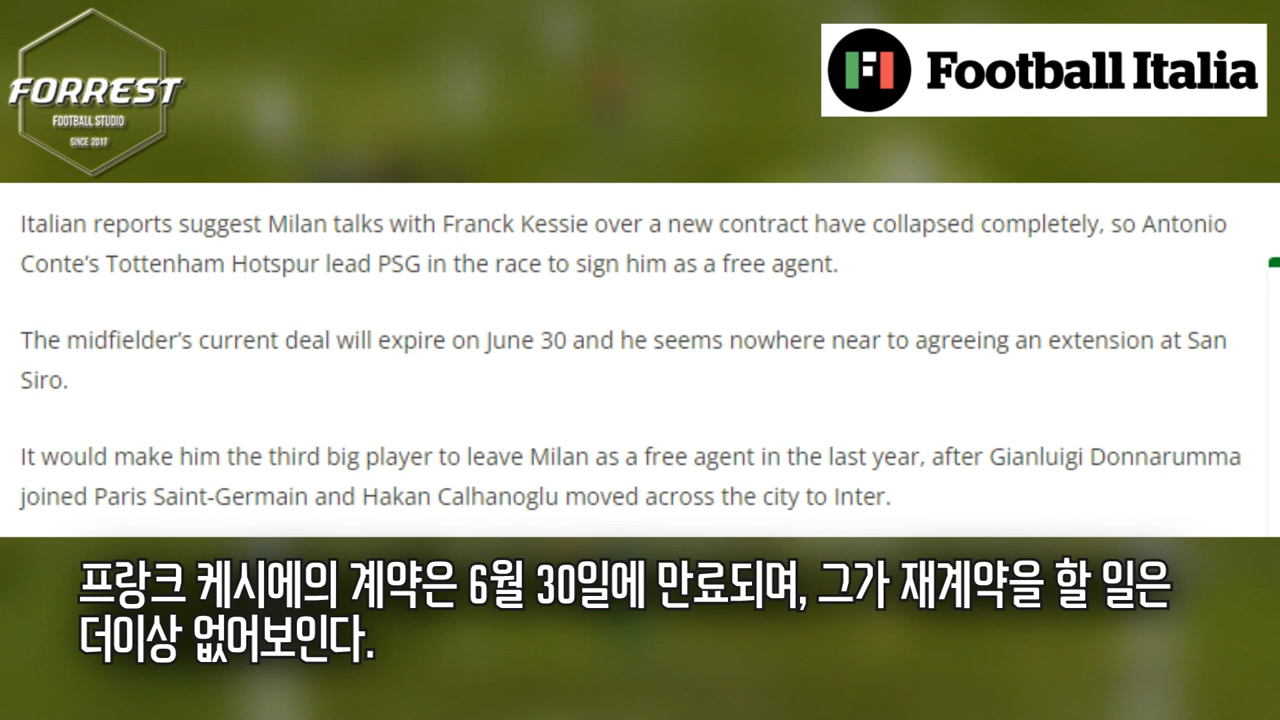 FORREST
FOOTBALL STUDIO
SINCE 2017
FI Football Italia
Italian reports suggest Milan talks with Franck Kessie over a new contract have collapsed completely, so Antonio
Conte’s Tottenham Hotspur lead PSG in the race to sign him as a free agent.
The midfielder’s current deal will expire on June 30 and he seems nowhere near to agreeing an extension at San
Siro.
It would make him the third big player to leave Milan as a free agent in the last year, after Gianluigi Donnarumma
joined Paris Saint-Germain and Hakan Calhanoglu moved across the city to Inter.
프랑크 케시에의 계약은 6월 30일에 만료되며, 그가 재계약을 할 일은
더이상 없어보인다.